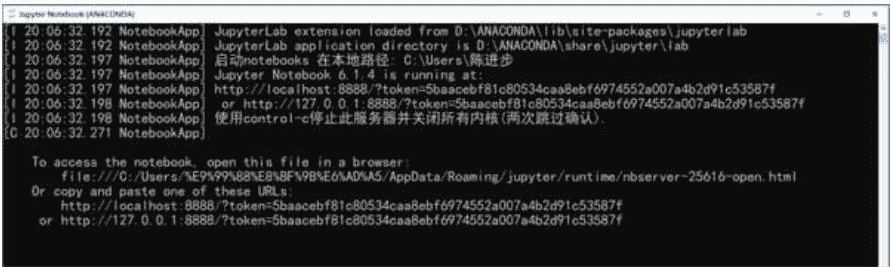 Jupyter Notebook (ANACONDA)
[I 20:06:32.192 NotebookApp] JupyterLab extension loaded from D:\ANACONDA\lib\site-packages\jupyterlab
[I 20:06:32.192 NotebookApp] JupyterLab application directory is D:\ANACONDA\share\jupyter\lab
[I 20:06:32.197 NotebookApp] 启动notebooks 在本地路径: C:\Users\陈进步
[I 20:06:32.197 NotebookApp] Jupyter Notebook 6.1.4 is running at:
[I 20:06:32.197 NotebookApp] http://localhost:8888/?token=5baacebf81c80534caa8ebf6974552a007a4b2d91c53587f
[I 20:06:32.198 NotebookApp]  or http://127.0.0.1:8888/?token=5baacebf81c80534caa8ebf6974552a007a4b2d91c53587f
[I 20:06:32.198 NotebookApp] 使用control-c停止此服务器并关闭所有内核(两次跳过确认).
[C 20:06:32.271 NotebookApp]
To access the notebook, open this file in a browser:
file:///C:/Users/%E9%99%88%E8%BF%9B%E6%AD%A5/AppData/Roaming/jupyter/runtime/nbserver-25616-open.html
Or copy and paste one of these URLs:
http://localhost:8888/?token=5baacebf81c80534caa8ebf6974552a007a4b2d91c53587f
or http://127.0.0.1:8888/?token=5baacebf81c80534caa8ebf6974552a007a4b2d91c53587f